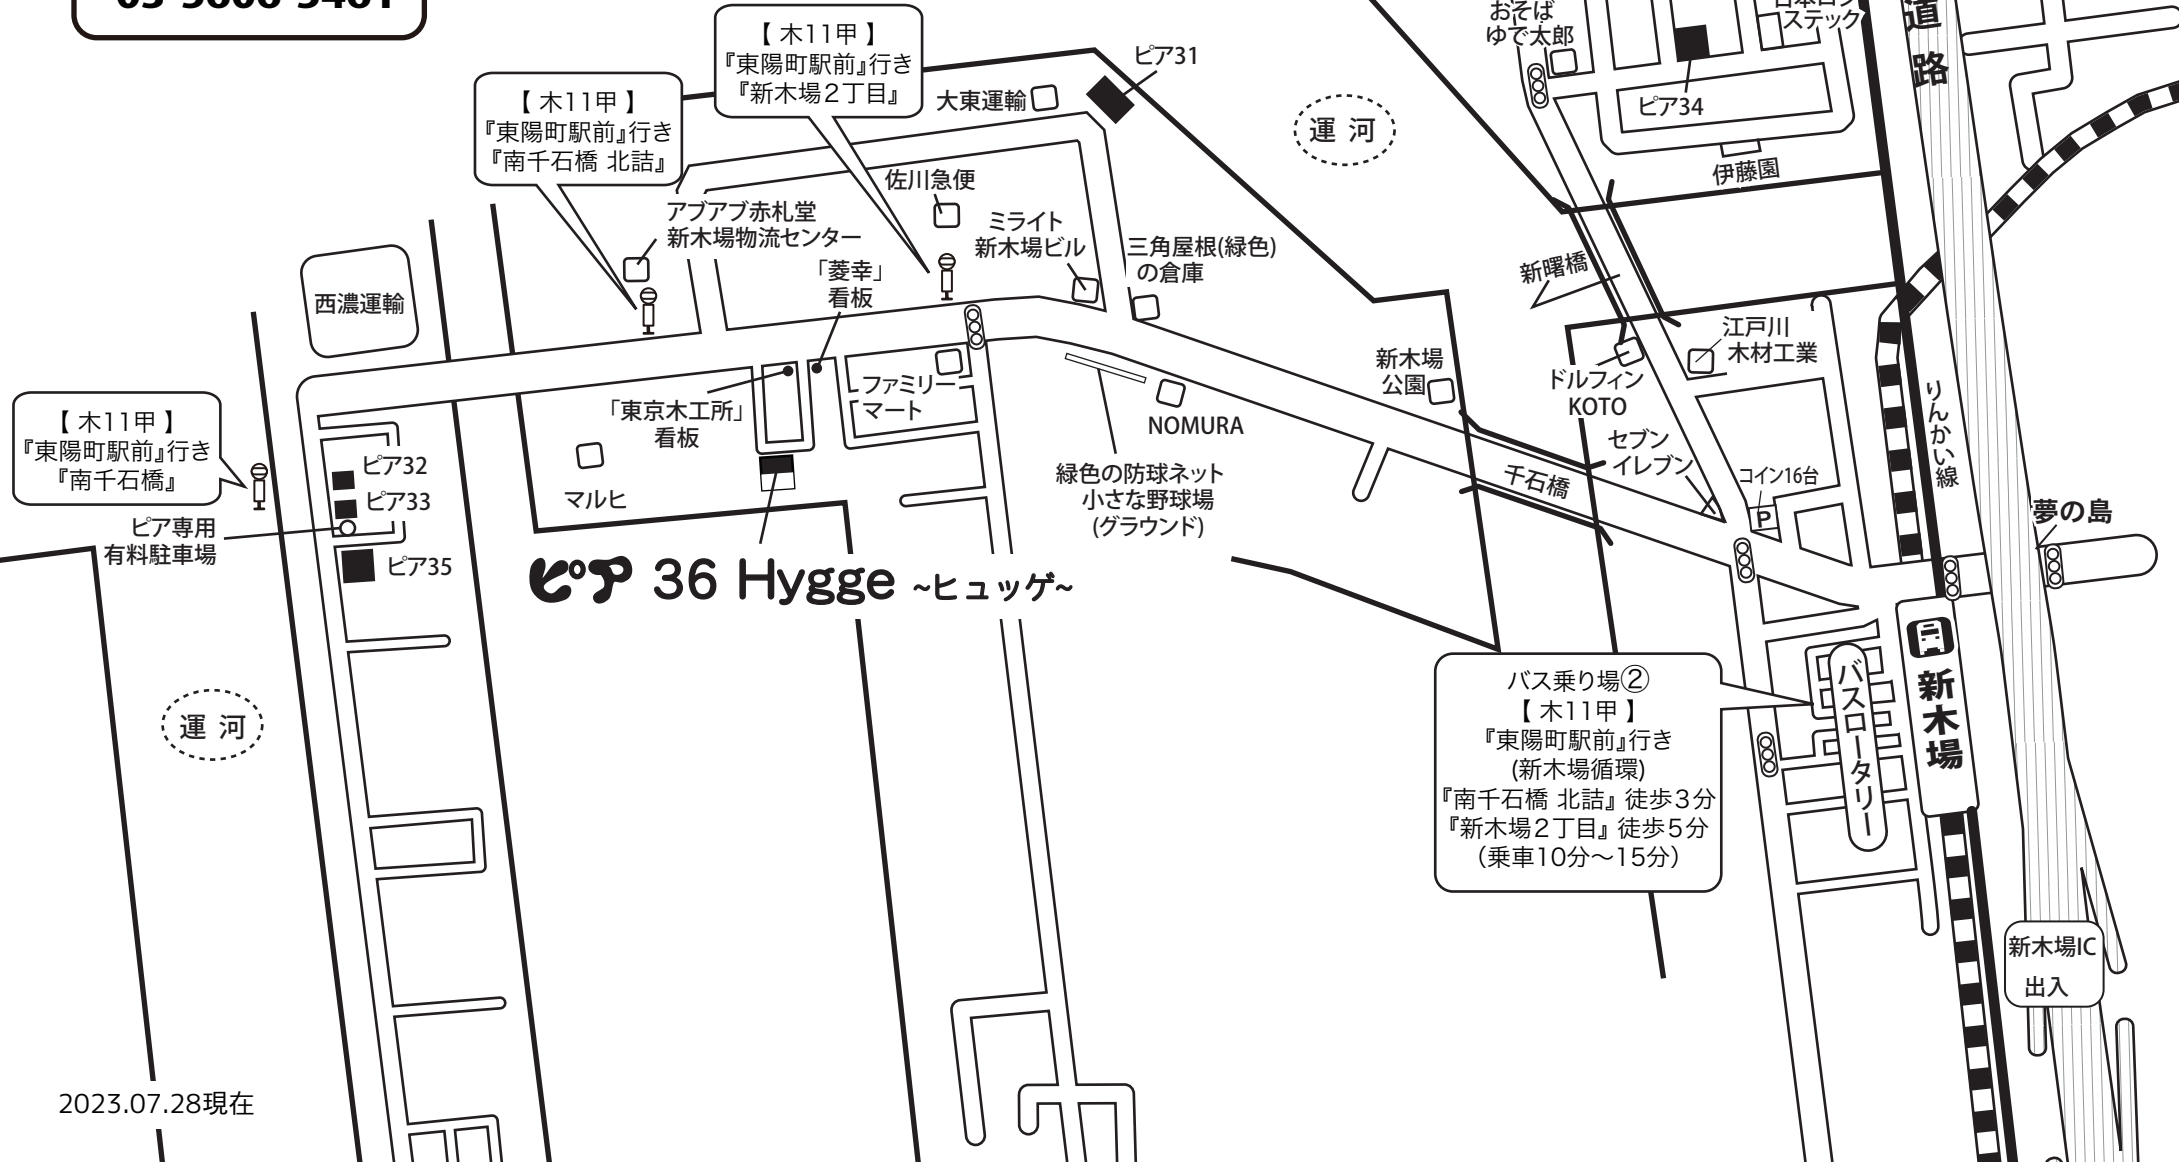 【 木11甲 】
『東陽町駅前』行き
『新木場2丁目』
【 木11甲 】
『東陽町駅前』行き
『南千石橋 北詰』
大東運輸
ピア31
運 河
おそば
ゆで太郎
ステック
道
路
ピア34
伊藤園
佐川急便
アブアブ赤札堂
新木場物流センター
ミライト
新木場ビル
三角屋根(緑色)
の倉庫
「菱幸」
看板
西濃運輸
新曙橋
江戸川
木材工業
新木場
公園
ドルフィン
KOTO
りんかい線
【 木11甲 】
『東陽町駅前』行き
『南千石橋』
「東京木工所」
看板
ファミリー
マート
NOMURA
セブン
イレブン
コイン16台
P
千石橋
夢の島
ピア32
ピア33
ピア専用
有料駐車場
ピア35
マルヒ
緑色の防球ネット
小さな野球場
(グラウンド)
ピア 36 Hygge ~ヒュッゲ~
運 河
バス乗り場②
【 木11甲 】
『東陽町駅前』行き
(新木場循環)
『南千石橋 北詰』 徒歩3分
『新木場2丁目』 徒歩5分
（乗車10分～15分）
バスロータリー
新木場
新木場IC
出入
2023.07.28現在